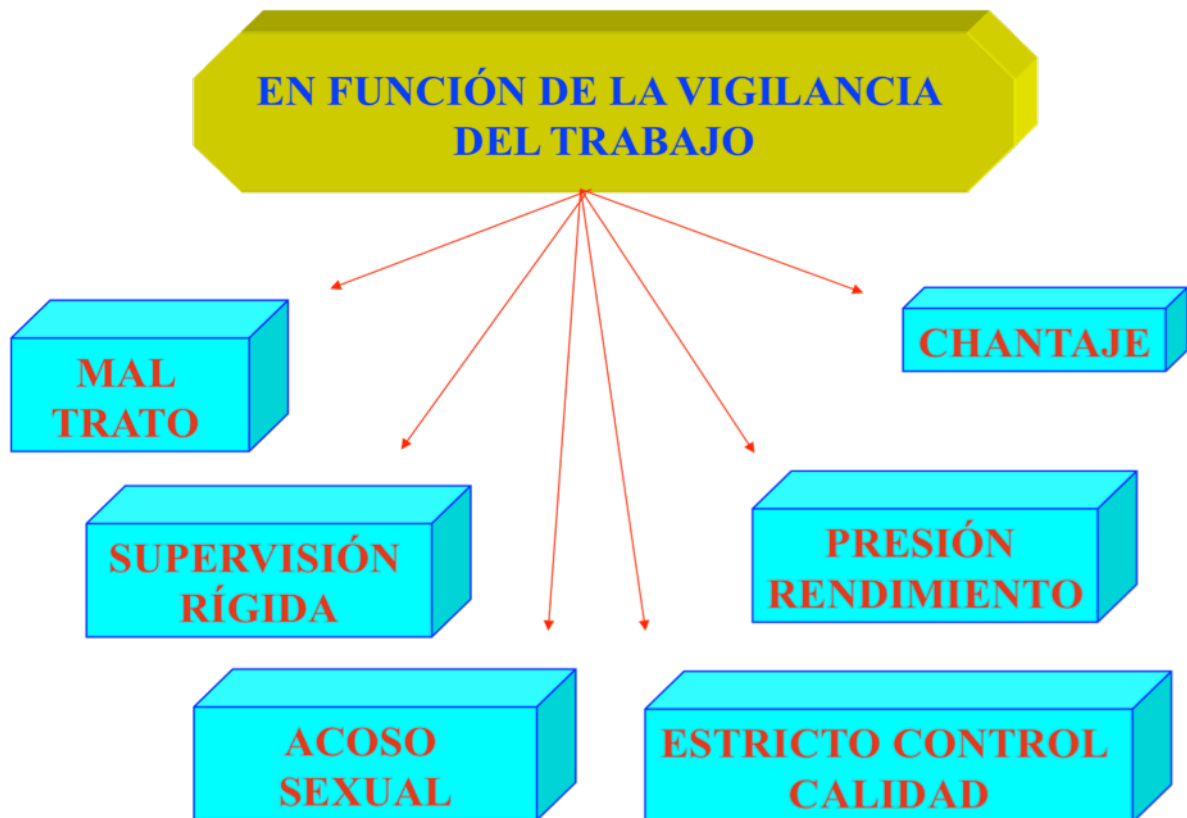 EN FUNCIÓN DE LA VIGILANCIA
DEL TRABAJO
CHANTAJE
MAL
TRATO
SUPERVISIÓN
RÍGIDA
PRESIÓN
RENDIMIENTO
ACOSO
SEXUAL
ESTRICTO CONTROL
CALIDAD